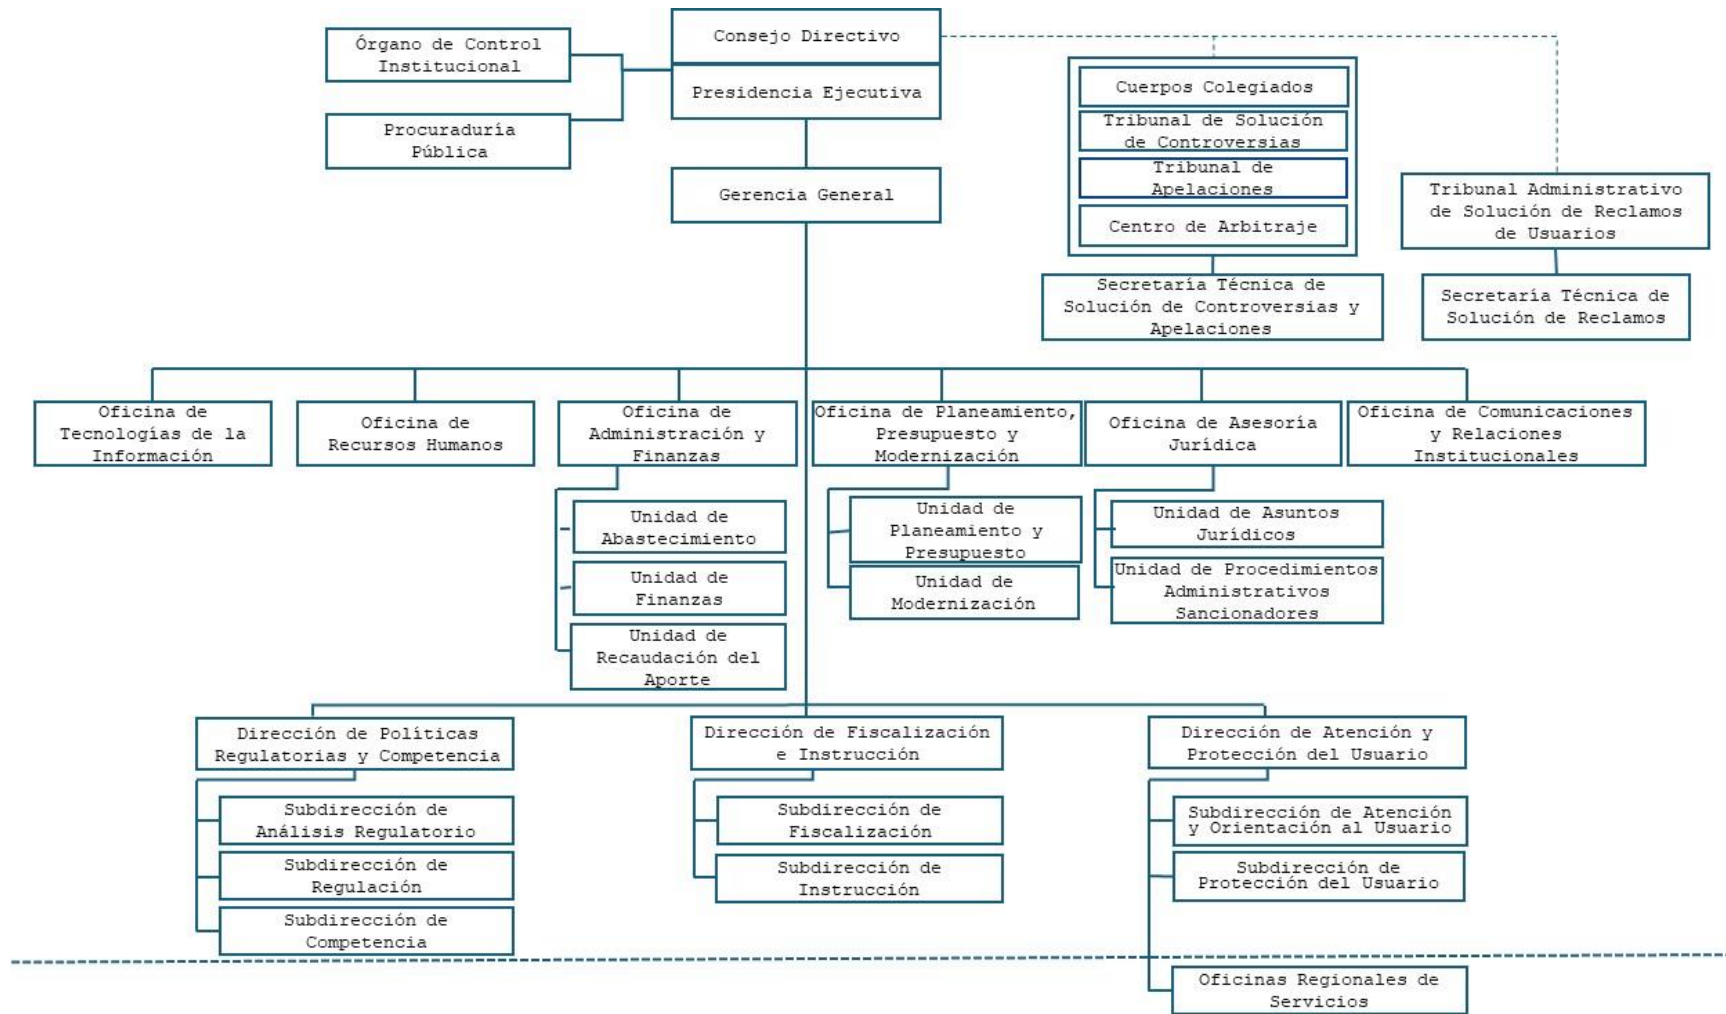 Consejo Directivo
Presidencia Ejecutiva
Órgano de Control
Institucional
Procuraduría
Pública
Gerencia General
Cuerpos Colegiados
Tribunal de Solución
de Controversias
Tribunal de
Apelaciones
Centro de Arbitraje
Secretaría Técnica de
Solución de Controversias y
Apelaciones
Tribunal Administrativo
de Solución de Reclamos
de Usuarios
Secretaría Técnica de
Solución de Reclamos
Oficina de
Tecnologías de la
Información
Oficina de
Recursos Humanos
Oficina de
Administración y
Finanzas
Oficina de Planeamiento,
Presupuesto y
Modernización
Oficina de Asesoría
Jurídica
Oficina de Comunicaciones
y Relaciones
Institucionales
Unidad de
Abastecimiento
Unidad de
Finanzas
Unidad de
Recaudación del
Aporte
Unidad de
Planeamiento y
Presupuesto
Unidad de
Modernización
Unidad de Asuntos
Jurídicos
Unidad de Procedimientos
Administrativos
Sancionadores
Dirección de Políticas
Regulatorias y Competencia
Subdirección de
Análisis Regulatorio
Subdirección de
Regulación
Subdirección de
Competencia
Dirección de Fiscalización
e Instrucción
Subdirección de
Fiscalización
Subdirección de
Instrucción
Dirección de Atención y
Protección del Usuario
Subdirección de Atención
y Orientación al Usuario
Subdirección de
Protección del Usuario
Oficinas Regionales de
Servicios